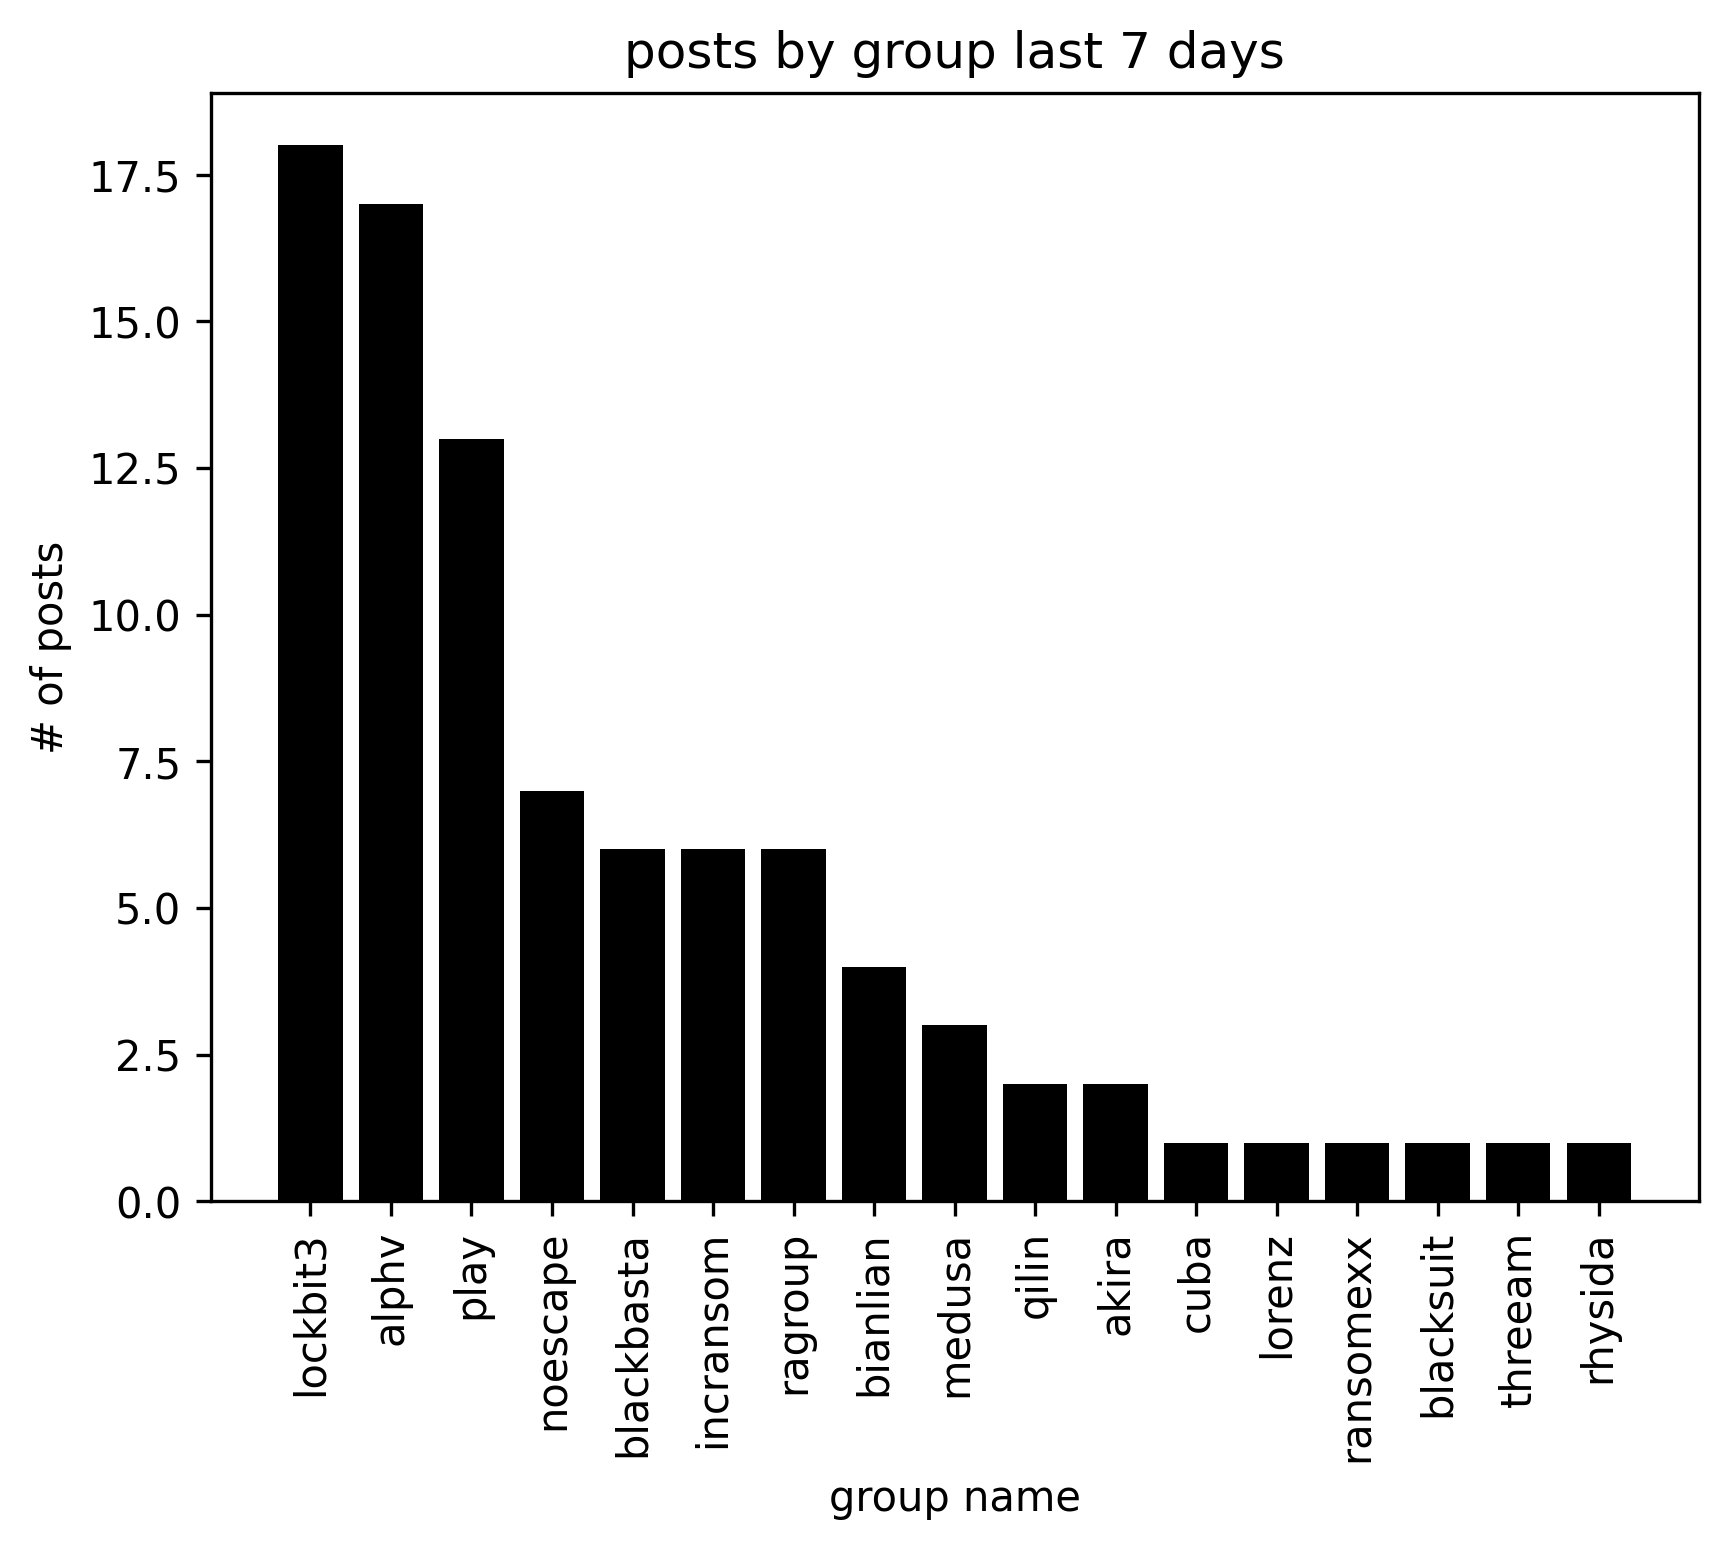 posts by group last 7 days
17.5
15.0
12.5
10.0
7.5
5.0
2.5
0.0
# of posts
lockbit3
alphv
play
noescape
blackbasta
incransom
ragroup
bianlian
medusa
qilin
akira
cuba
lorenz
ransomexx
blacksuit
threeam
rhysida
group name